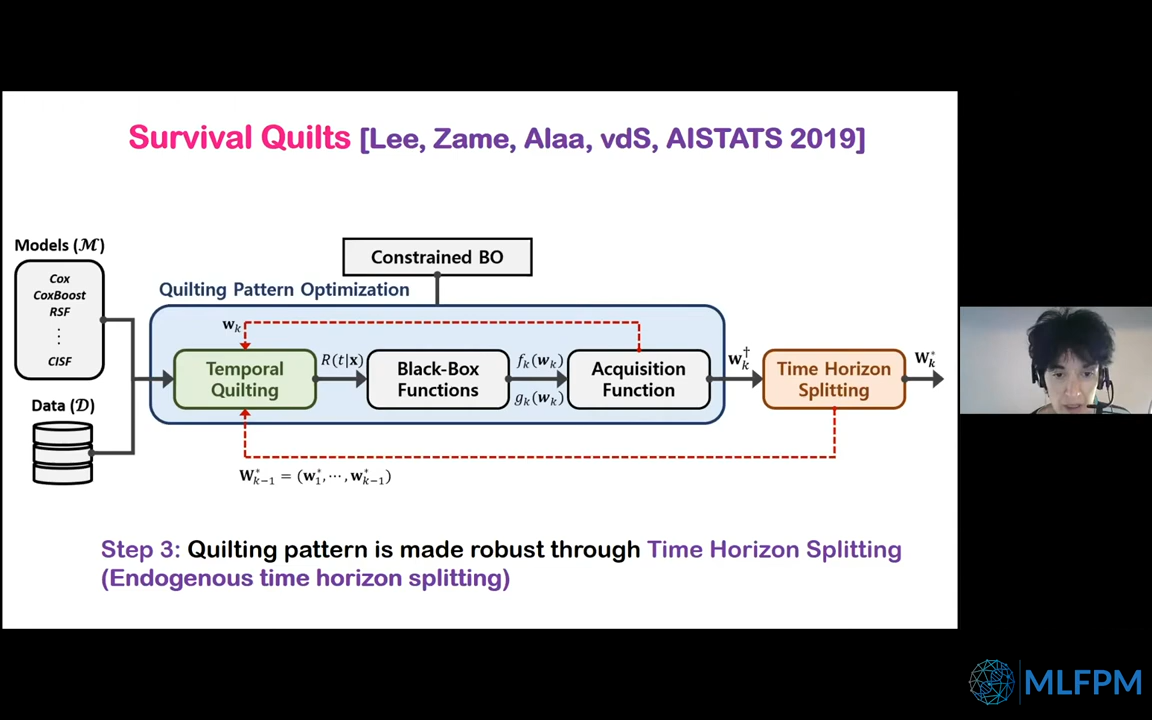 Survival Quilts [Lee, Zame, Alaa, vdS, AISTATS 2019]
Models (ℳ)
Cox
CoxBoost
RSF
⋮
CISF
Data (𝒟)
Constrained BO
Quilting Pattern Optimization
w_k
Temporal
Quilting
R(t|x)
Black-Box
Functions
f_k(w_k)
g_k(w_k)
Acquisition
Function
w_k^†
Time Horizon
Splitting
W_k^*
W_{k−1}^* = (w_1^*, ⋯, w_{k−1}^*)
Step 3: Quilting pattern is made robust through Time Horizon Splitting
(Endogenous time horizon splitting)
MLFPM